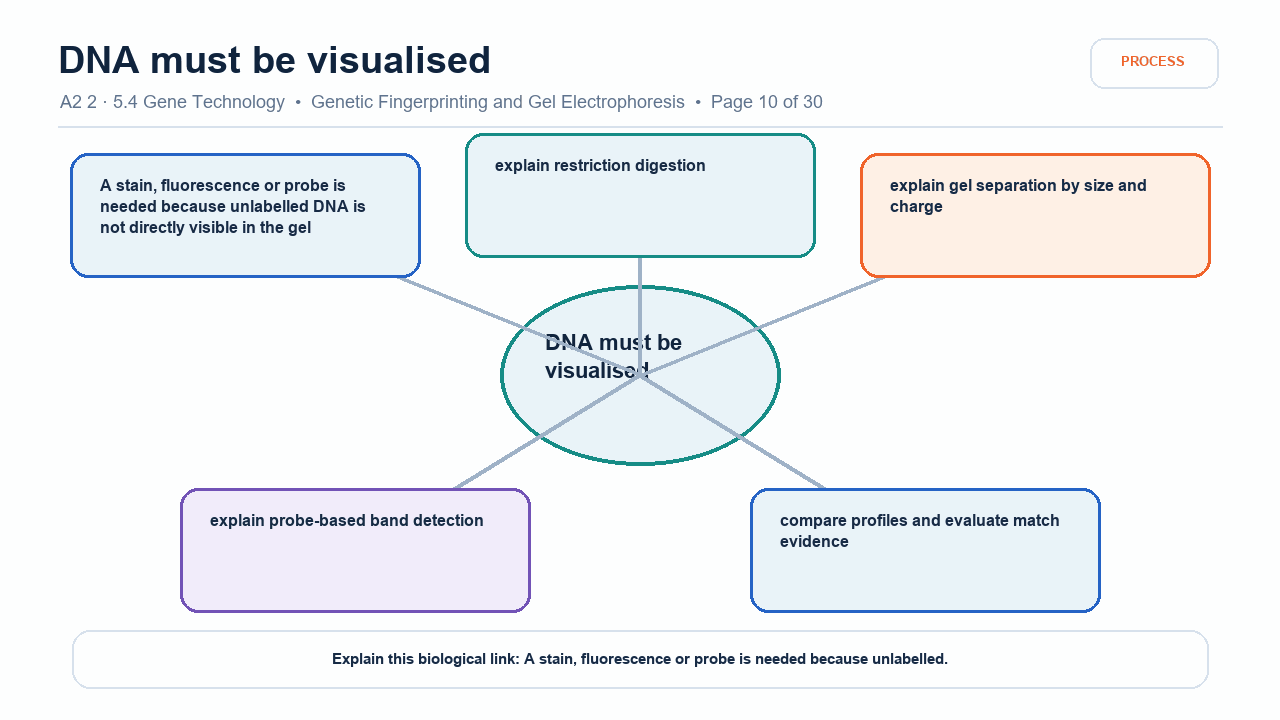 DNA must be visualised
PROCESS
A2 2 · 5.4 Gene Technology • Genetic Fingerprinting and Gel Electrophoresis • Page 10 of 30
A stain, fluorescence or probe is
needed because unlabelled DNA is
not directly visible in the gel
explain restriction digestion
explain gel separation by size and
charge
DNA must be
visualised
explain probe-based band detection
compare profiles and evaluate match
evidence
Explain this biological link: A stain, fluorescence or probe is needed because unlabelled.